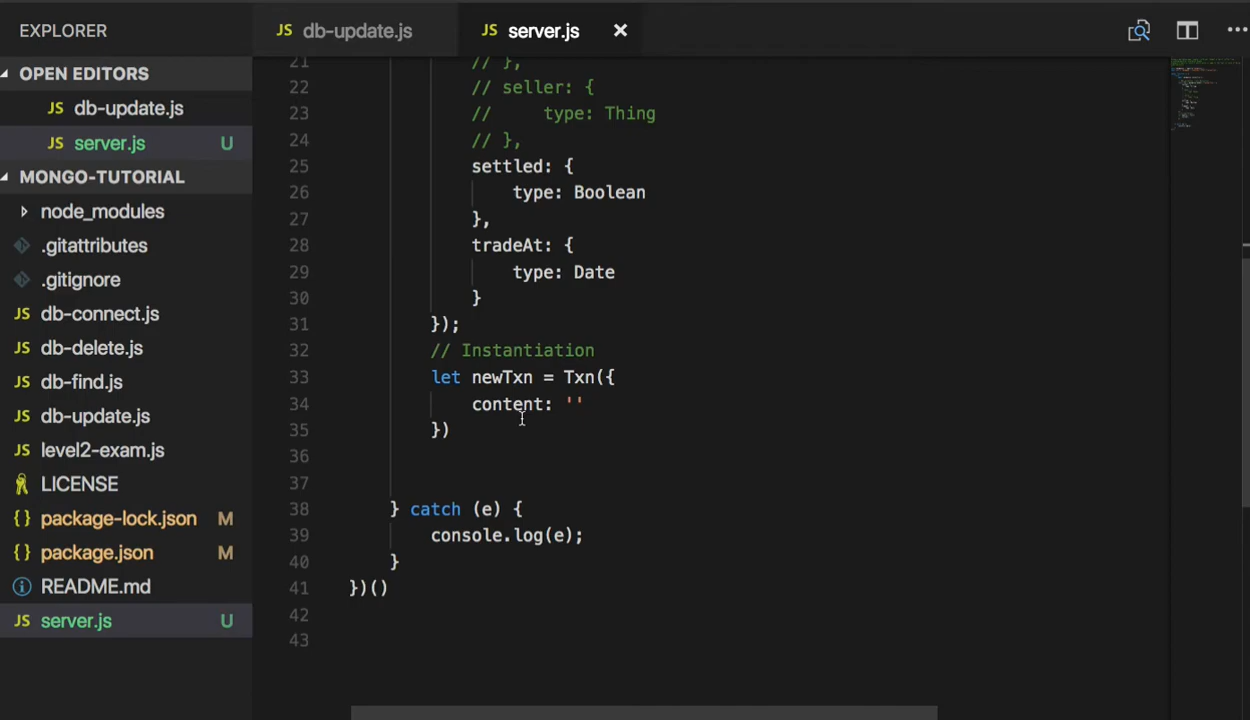 EXPLORER
JS db-update.js
JS server.js ×
OPEN EDITORS
JS db-update.js
JS server.js U
MONGO-TUTORIAL
node_modules
.gitattributes
.gitignore
JS db-connect.js
JS db-delete.js
JS db-find.js
JS db-update.js
JS level2-exam.js
LICENSE
{} package-lock.json M
{} package.json M
README.md
JS server.js U
21 // },
22 // seller: {
23 //     type: Thing
24 // },
25 settled: {
26 type: Boolean
27 },
28 tradeAt: {
29 type: Date
30 }
31 });
32 // Instantiation
33 let newTxn = Txn({
34 content: ''
35 })
36
37
38 } catch (e) {
39 console.log(e);
40 }
41 })()
42
43